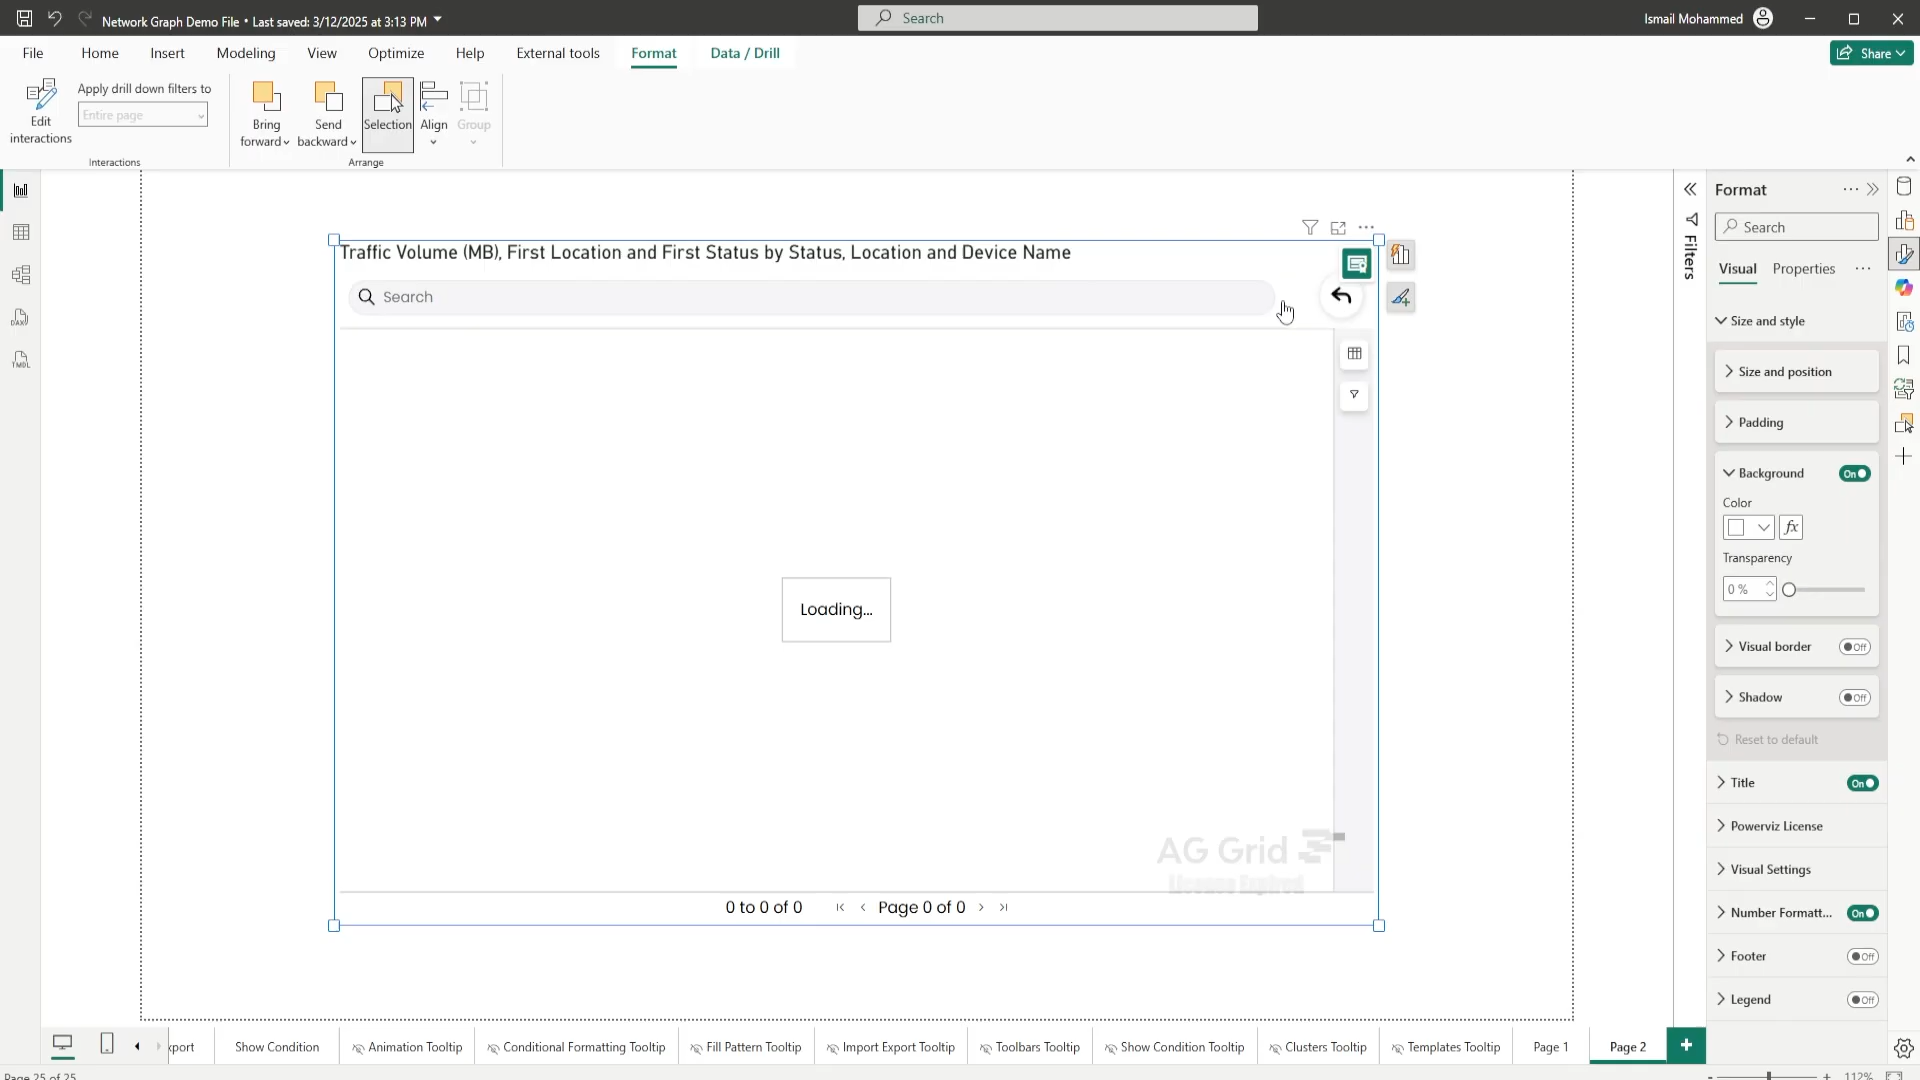 Network Graph Demo File • Last saved: 3/12/2025 at 3:13 PM
Search
Ismail Mohammed
File
Home
Insert
Modeling
View
Optimize
Help
External tools
Format
Data / Drill
Share
Edit
interactions
Apply drill down filters to
Entire page
Interactions
Bring
forward
Send
backward
Selection
Align
Group
Arrange
Traffic Volume (MB), First Location and First Status by Status, Location and Device Name
Search
Loading...
AG Grid
License Expired
0 to 0 of 0
Page 0 of 0
Filters
Format
Search
Visual
Properties
Size and style
Size and position
Padding
Background
On
Color
fx
Transparency
0 %
Visual border
Off
Shadow
Off
Reset to default
Title
On
Powerviz License
Visual Settings
Number Formatt...
On
Footer
Off
Legend
Off
DAX
TMDL
xport
Show Condition
Animation Tooltip
Conditional Formatting Tooltip
Fill Pattern Tooltip
Import Export Tooltip
Toolbars Tooltip
Show Condition Tooltip
Clusters Tooltip
Templates Tooltip
Page 1
Page 2
Page 25 of 25
112%